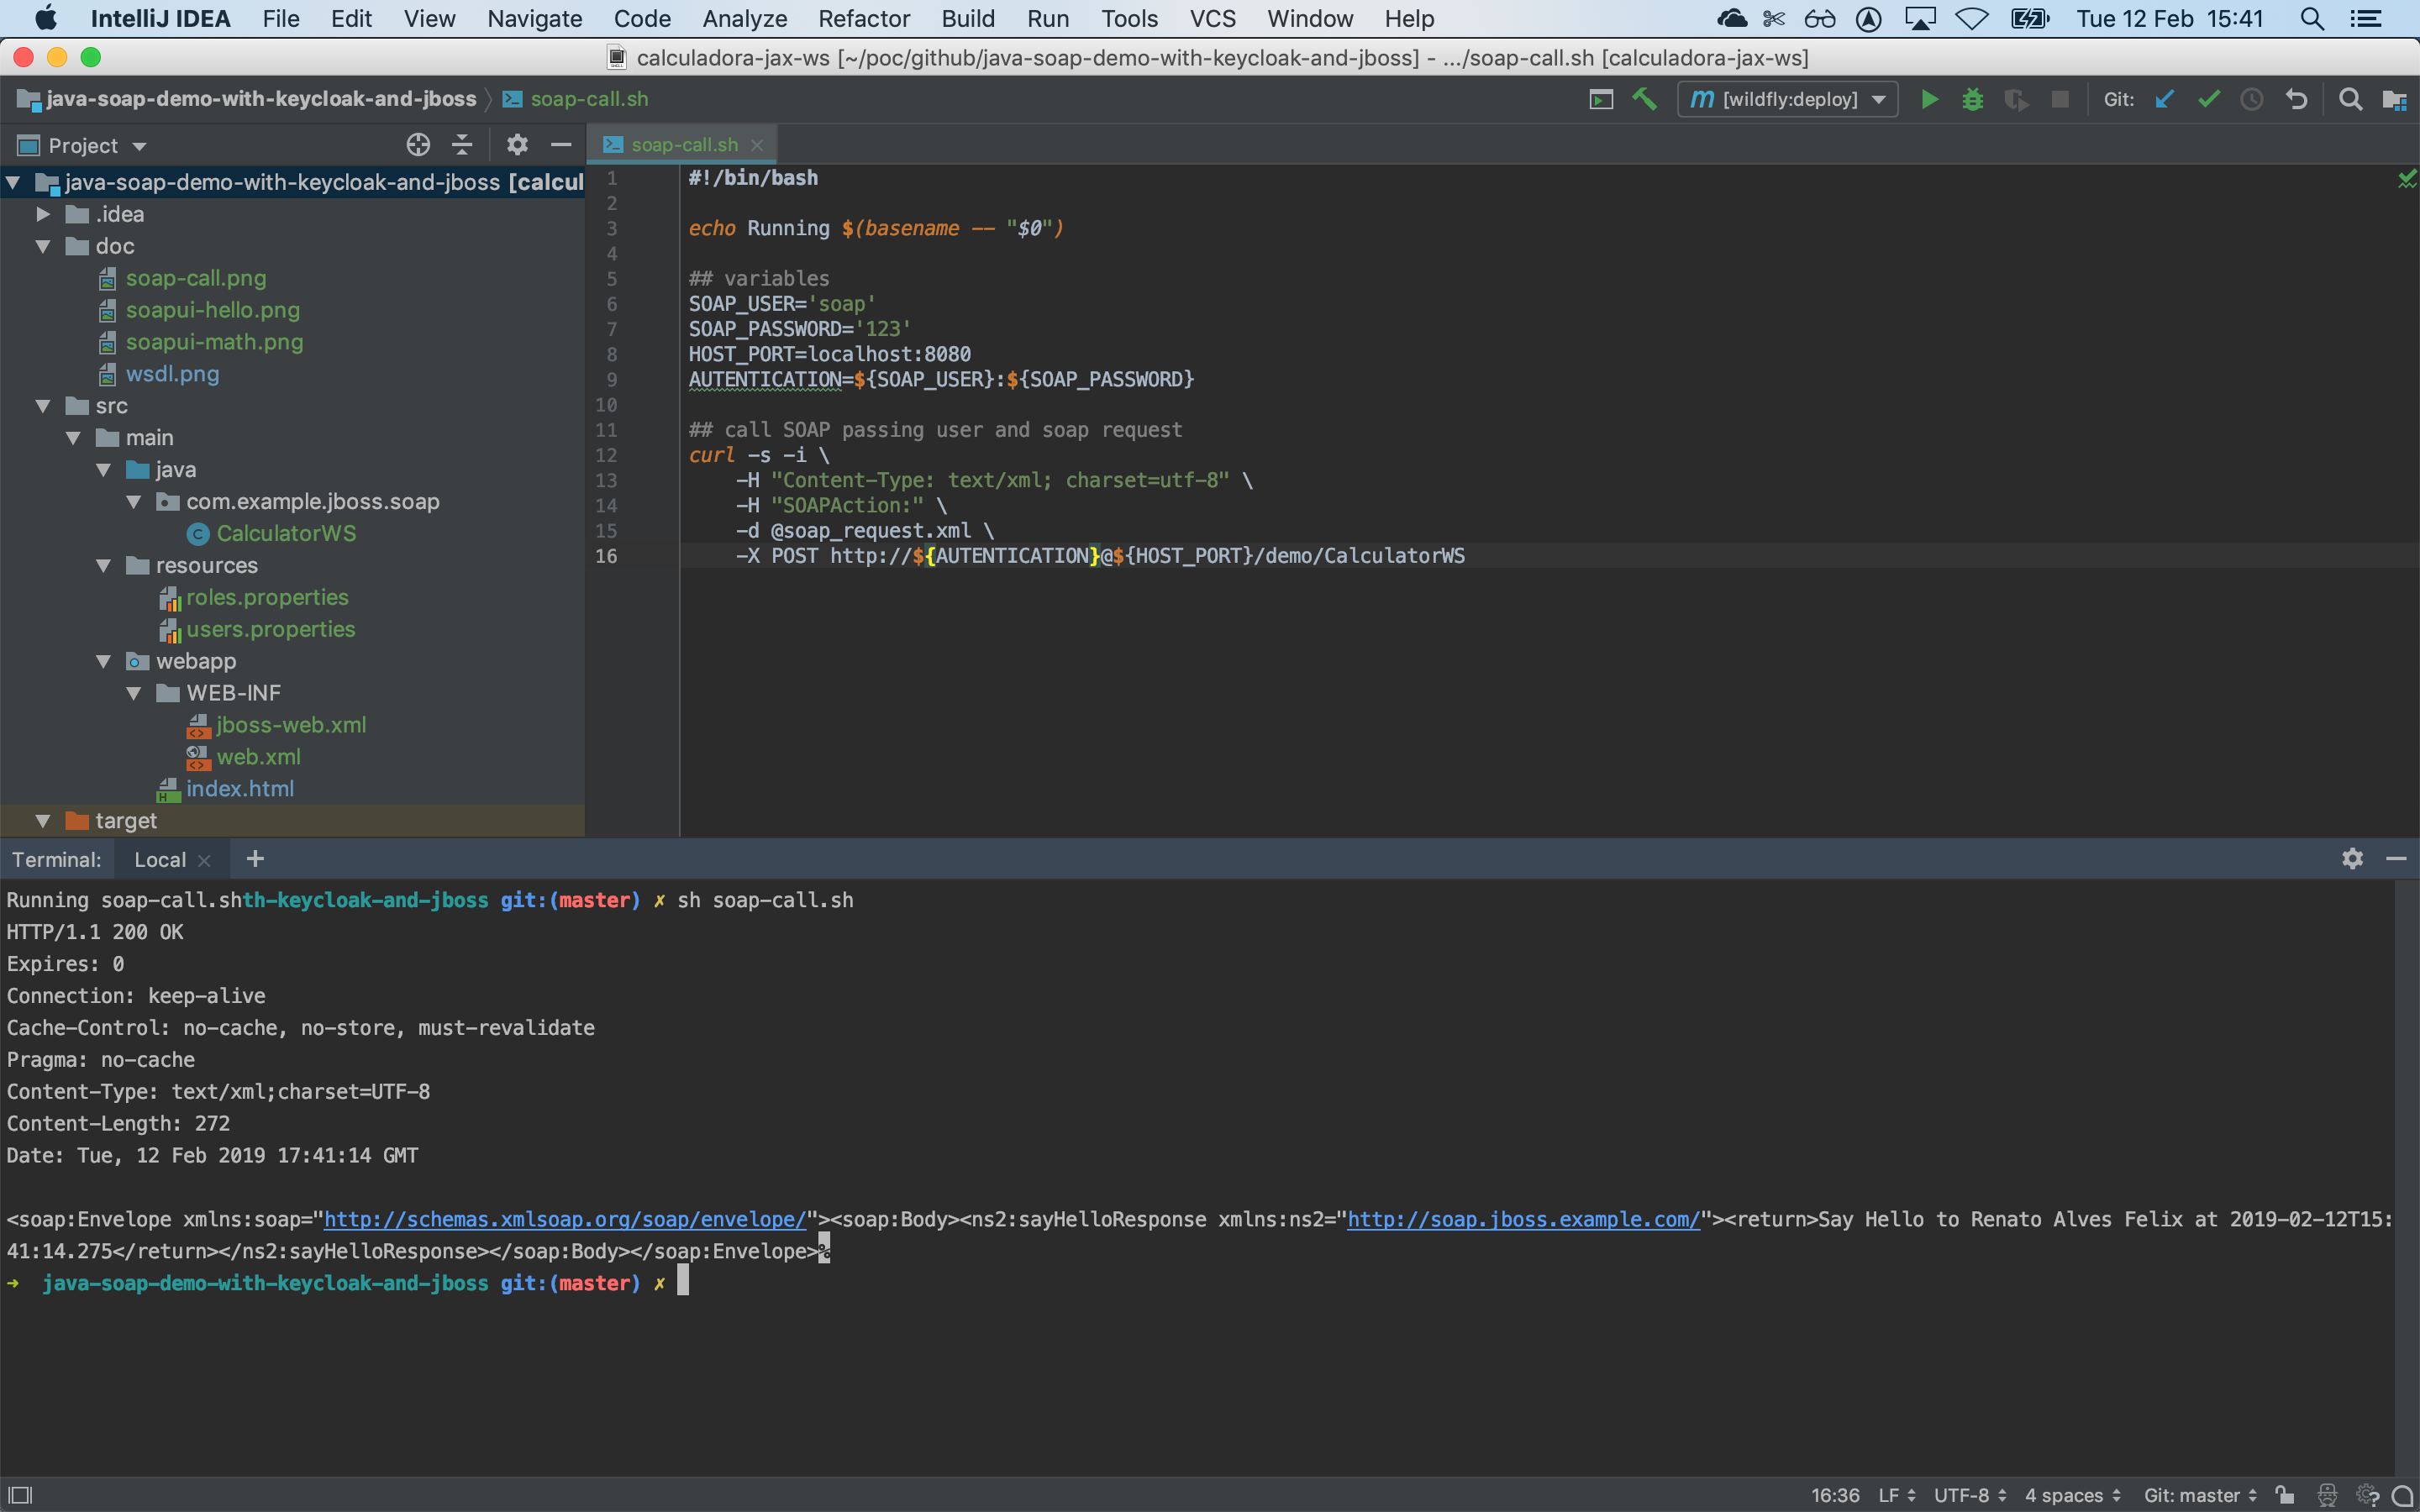 IntelliJ IDEA File Edit View Navigate Code Analyze Refactor Build Run Tools VCS Window Help Tue 12 Feb 15:41
calculadora-jax-ws [~/poc/github/java-soap-demo-with-keycloak-and-jboss] - .../soap-call.sh [calculadora-jax-ws]
java-soap-demo-with-keycloak-and-jboss soap-call.sh [wildfly:deploy] Git:
Project
soap-call.sh
java-soap-demo-with-keycloak-and-jboss [calcul
.idea
doc
soap-call.png
soapui-hello.png
soapui-math.png
wsdl.png
src
main
java
com.example.jboss.soap
CalculatorWS
resources
roles.properties
users.properties
webapp
WEB-INF
jboss-web.xml
web.xml
index.html
target
1 #!/bin/bash
2
3 echo Running $(basename -- "$0")
4
5 ## variables
6 SOAP_USER='soap'
7 SOAP_PASSWORD='123'
8 HOST_PORT=localhost:8080
9 AUTENTICATION=${SOAP_USER}:${SOAP_PASSWORD}
10
11 ## call SOAP passing user and soap request
12 curl -s -i \
13 -H "Content-Type: text/xml; charset=utf-8" \
14 -H "SOAPAction:" \
15 -d @soap_request.xml \
16 -X POST http://${AUTENTICATION}@${HOST_PORT}/demo/CalculatorWS
Terminal: Local
Running soap-call.shth-keycloak-and-jboss git:(master) ✗ sh soap-call.sh
HTTP/1.1 200 OK
Expires: 0
Connection: keep-alive
Cache-Control: no-cache, no-store, must-revalidate
Pragma: no-cache
Content-Type: text/xml;charset=UTF-8
Content-Length: 272
Date: Tue, 12 Feb 2019 17:41:14 GMT
<soap:Envelope xmlns:soap="http://schemas.xmlsoap.org/soap/envelope/"><soap:Body><ns2:sayHelloResponse xmlns:ns2="http://soap.jboss.example.com/"><return>Say Hello to Renato Alves Felix at 2019-02-12T15:
41:14.275</return></ns2:sayHelloResponse></soap:Body></soap:Envelope>%
➜ java-soap-demo-with-keycloak-and-jboss git:(master) ✗
16:36 LF UTF-8 4 spaces Git: master